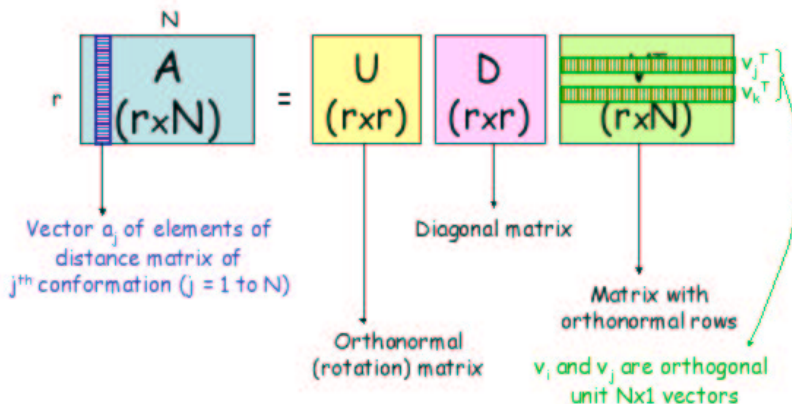 N
r
A
(rxN)
=
U
(rxr)
D
(rxr)
(rxN)
vⱼᵀ
vₖᵀ
Vector aⱼ of elements of
distance matrix of
jᵗʰ conformation (j = 1 to N)
Diagonal matrix
Matrix with
orthonormal rows
Orthonormal
(rotation) matrix
vᵢ and vⱼ are orthogonal
unit Nx1 vectors